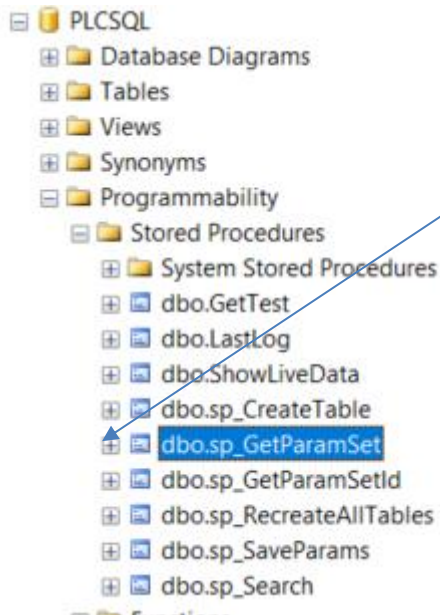 PLCSQL
Database Diagrams
Tables
Views
Synonyms
Programmability
Stored Procedures
System Stored Procedures
dbo.GetTest
dbo.LastLog
dbo.ShowLiveData
dbo.sp_CreateTable
dbo.sp_GetParamSet
dbo.sp_GetParamSetId
dbo.sp_RecreateAllTables
dbo.sp_SaveParams
dbo.sp_Search